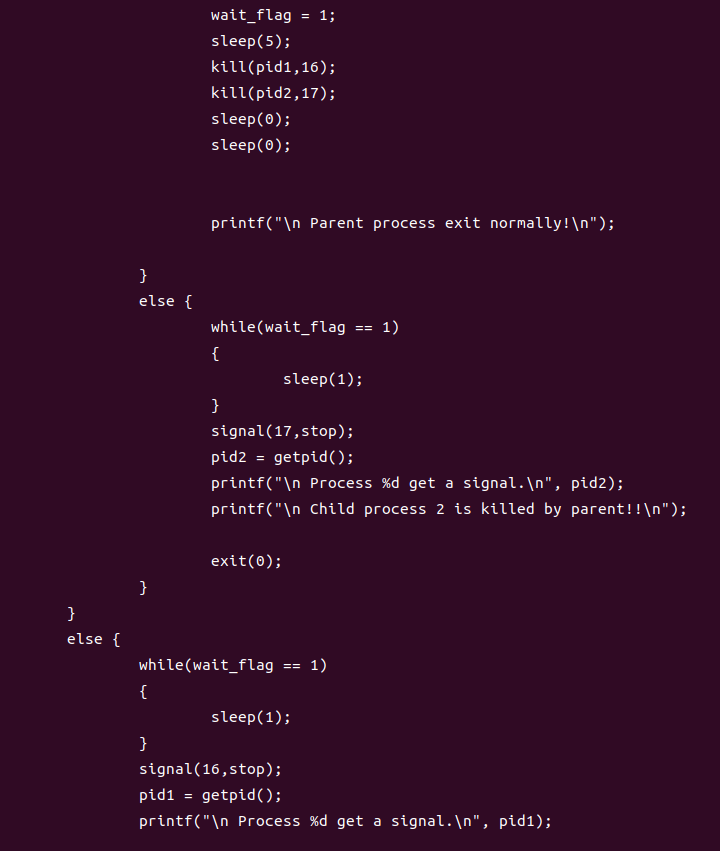 wait_flag = 1;
sleep(5);
kill(pid1,16);
kill(pid2,17);
sleep(0);
sleep(0);
printf("\n Parent process exit normally!\n");
}
else {
while(wait_flag == 1)
{
sleep(1);
}
signal(17,stop);
pid2 = getpid();
printf("\n Process %d get a signal.\n", pid2);
printf("\n Child process 2 is killed by parent!!\n");
exit(0);
}
}
else {
while(wait_flag == 1)
{
sleep(1);
}
signal(16,stop);
pid1 = getpid();
printf("\n Process %d get a signal.\n", pid1);